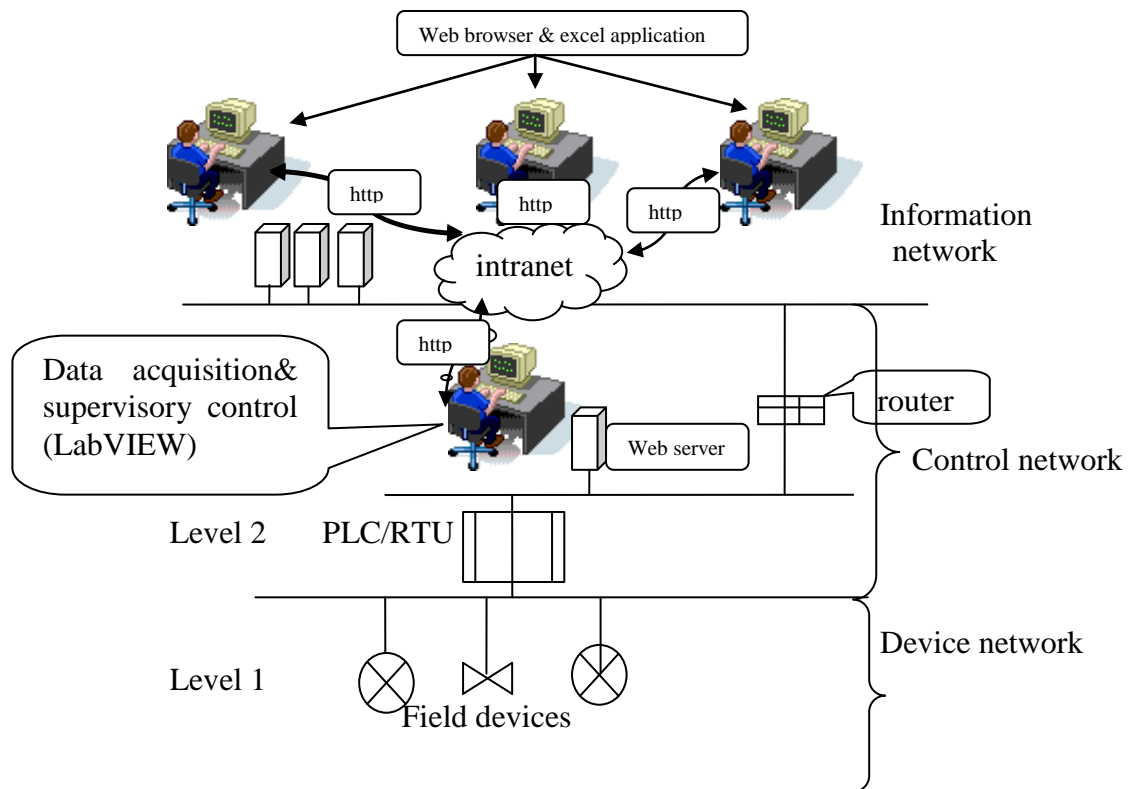 Web browser & excel application
http
http
http
Information
network
intranet
http
Data acquisition&
supervisory control
(LabVIEW)
router
Web server
Control network
Level 2
PLC/RTU
Device network
Level 1
Field devices